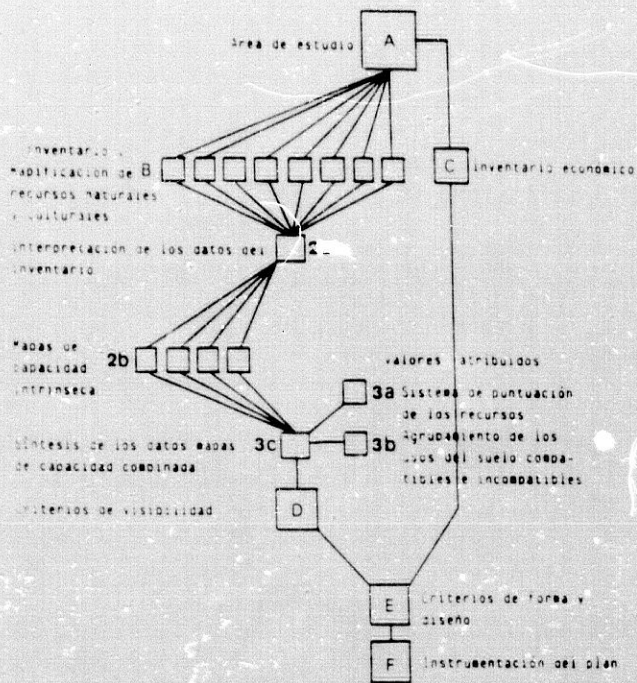 Area de estudio A
Inventario y
B
Mapificación de
recursos naturales
y culturales
C Inventario económico
Interprecación de los datos del
inventario
2
Mapas de
capacidad
intrínseca
2b
Valores atribuidos
3a Sistema de puntuación
de los recursos
3b Agrupamiento de los
usos del suelo compa-
tibles e incompatibles
Síntesis de los datos mapas
de capacidad combinada
3c
Criterios de visibilidad
D
E Criterios de forma y
diseño
F Instrumentación del plan